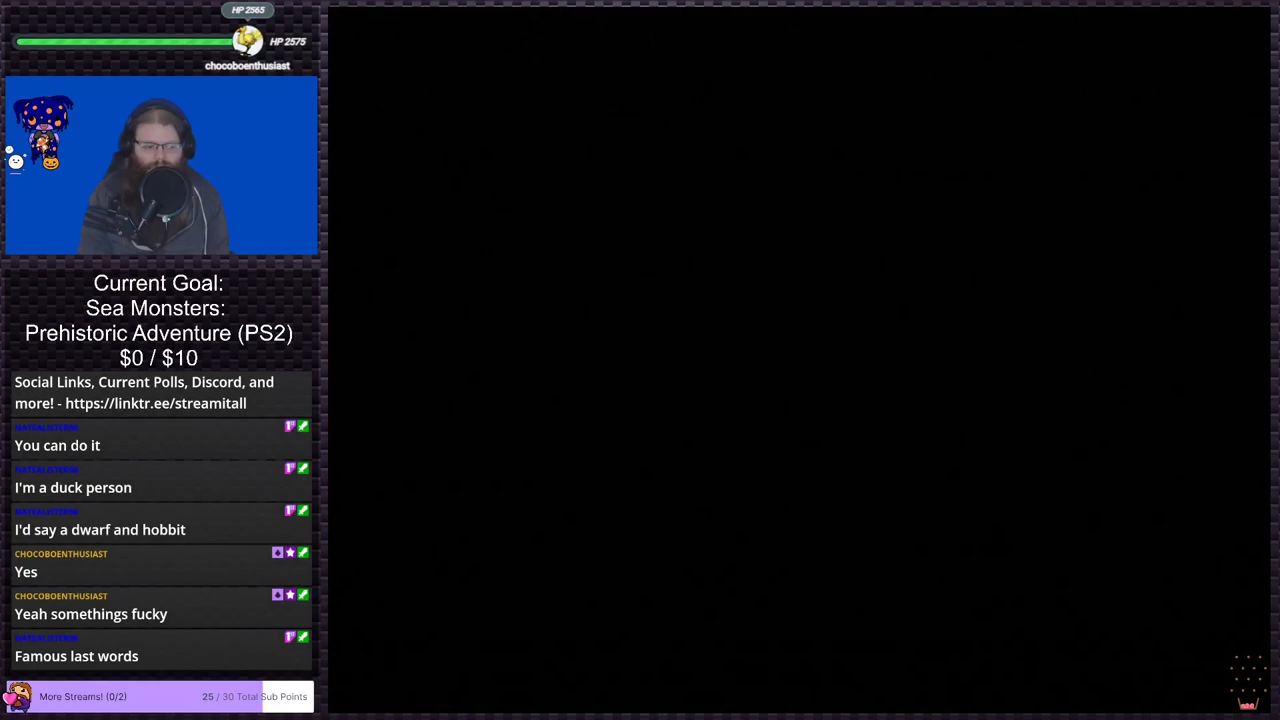 HP 2565
HP 2575
chocoboenthusiast
Current Goal:
Sea Monsters:
Prehistoric Adventure (PS2)
$0 / $10
Social Links, Current Polls, Discord, and
more! - https://linktr.ee/streamitall
You can do it
I'm a duck person
I'd say a dwarf and hobbit
CHOCOBOENTHUSIAST
Yes
CHOCOBOENTHUSIAST
Yeah somethings fucky
Famous last words
More Streams! (0/2)
25 / 30 Total Sub Points